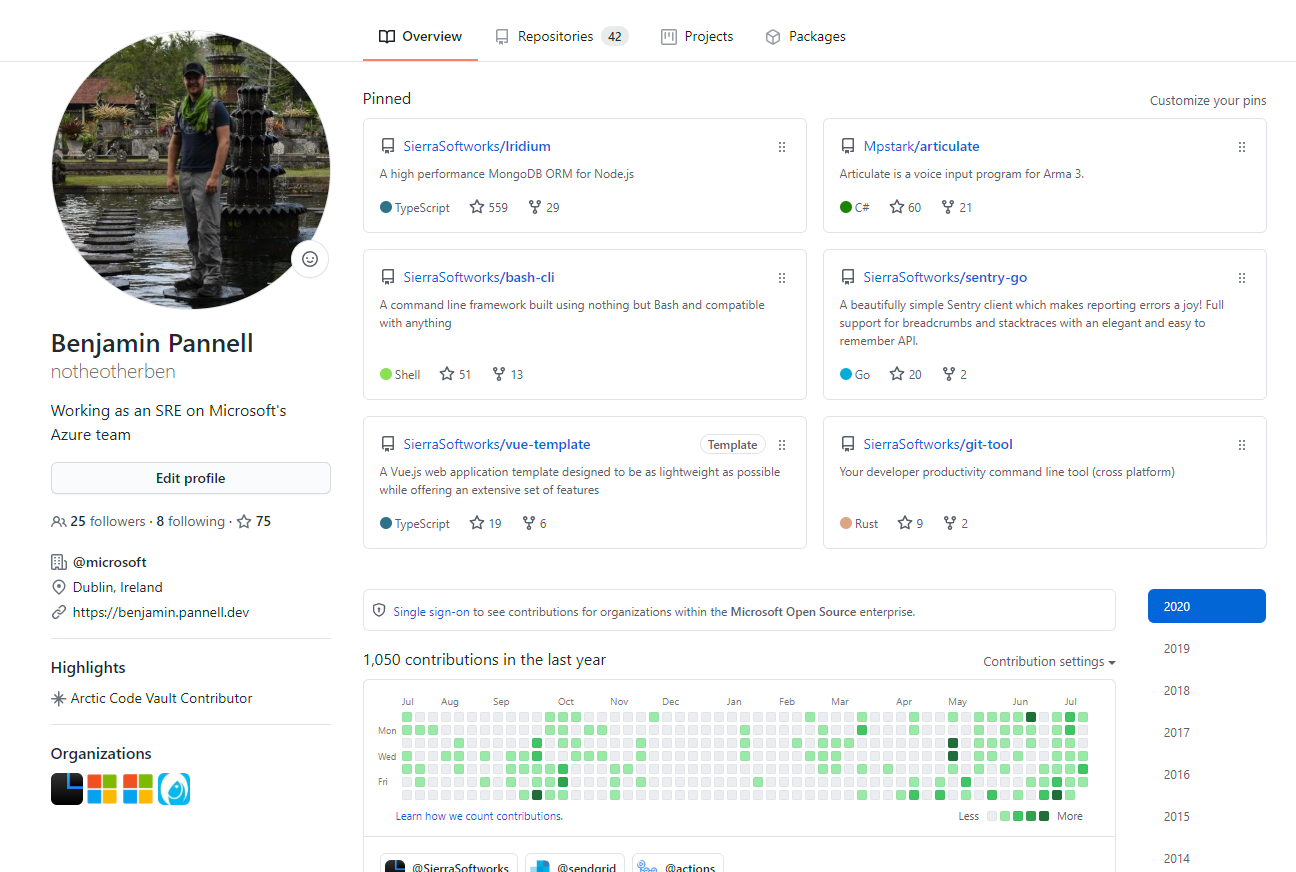 Overview
Repositories 42
Projects
Packages
Benjamin Pannell
notheotherben
Working as an SRE on Microsoft's
Azure team
Edit profile
25 followers · 8 following · 75
@microsoft
Dublin, Ireland
https://benjamin.pannell.dev
Highlights
Arctic Code Vault Contributor
Organizations
Pinned
Customize your pins
SierraSoftworks/Iridium
A high performance MongoDB ORM for Node.js
TypeScript 559 29
Mpstark/articulate
Articulate is a voice input program for Arma 3.
C# 60 21
SierraSoftworks/bash-cli
A command line framework built using nothing but Bash and compatible
with anything
Shell 51 13
SierraSoftworks/sentry-go
A beautifully simple Sentry client which makes reporting errors a joy! Full
support for breadcrumbs and stacktraces with an elegant and easy to
remember API.
Go 20 2
SierraSoftworks/vue-template
Template
A Vue.js web application template designed to be as lightweight as possible
while offering an extensive set of features
TypeScript 19 6
SierraSoftworks/git-tool
Your developer productivity command line tool (cross platform)
Rust 9 2
Single sign-on to see contributions for organizations within the Microsoft Open Source enterprise.
1,050 contributions in the last year
Contribution settings
Jul Aug Sep Oct Nov Dec Jan Feb Mar Apr May Jun Jul
Mon
Wed
Fri
Learn how we count contributions.
Less
More
@SierraSoftworks
@sendgrid
@actions
2020
2019
2018
2017
2016
2015
2014